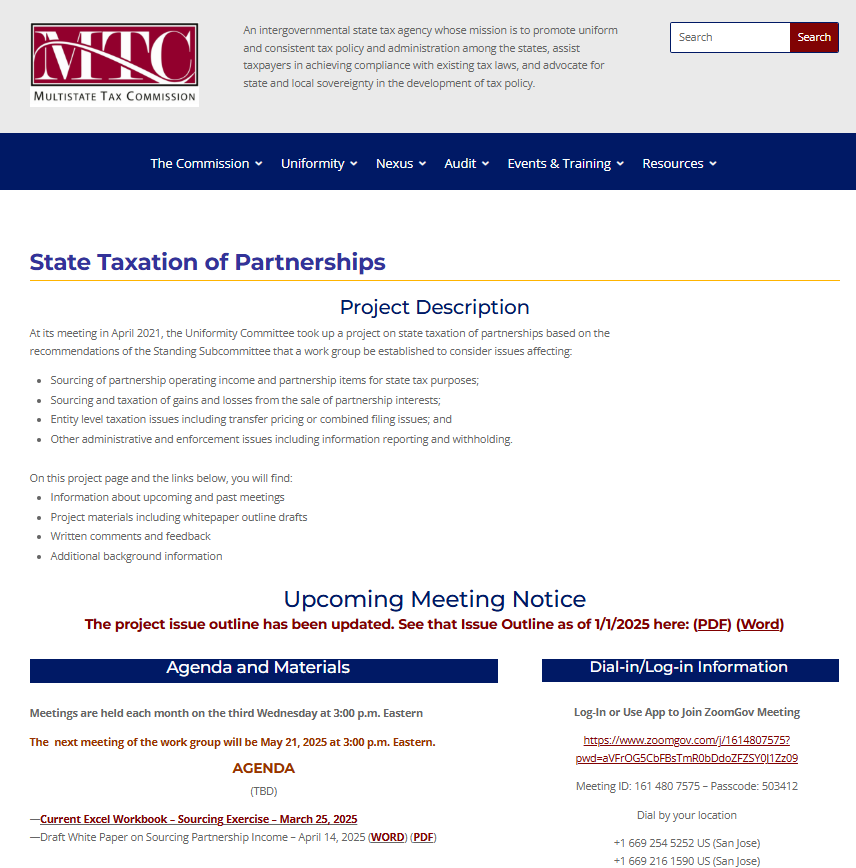 MTC
MULTISTATE TAX COMMISSION
An intergovernmental state tax agency whose mission is to promote uniform
and consistent tax policy and administration among the states, assist
taxpayers in achieving compliance with existing tax laws, and advocate for
state and local sovereignty in the development of tax policy.
Search
Search
The Commission
Uniformity
Nexus
Audit
Events & Training
Resources
State Taxation of Partnerships
Project Description
At its meeting in April 2021, the Uniformity Committee took up a project on state taxation of partnerships based on the
recommendations of the Standing Subcommittee that a work group be established to consider issues affecting:
• Sourcing of partnership operating income and partnership items for state tax purposes;
• Sourcing and taxation of gains and losses from the sale of partnership interests;
• Entity level taxation issues including transfer pricing or combined filing issues; and
• Other administrative and enforcement issues including information reporting and withholding.
On this project page and the links below, you will find:
• Information about upcoming and past meetings
• Project materials including whitepaper outline drafts
• Written comments and feedback
• Additional background information
Upcoming Meeting Notice
The project issue outline has been updated. See that Issue Outline as of 1/1/2025 here: (PDF) (Word)
Agenda and Materials
Meetings are held each month on the third Wednesday at 3:00 p.m. Eastern
The next meeting of the work group will be May 21, 2025 at 3:00 p.m. Eastern.
AGENDA
(TBD)
—Current Excel Workbook – Sourcing Exercise – March 25, 2025
—Draft White Paper on Sourcing Partnership Income – April 14, 2025 (WORD) (PDF)
Dial-in/Log-in Information
Log-In or Use App to Join ZoomGov Meeting
https://www.zoomgov.com/j/1614807575?
pwd=aVFrOG5CbFBsTmR0bDdoZFZSY0J1Zz09
Meeting ID: 161 480 7575 – Passcode: 503412
Dial by your location
+1 669 254 5252 US (San Jose)
+1 669 216 1590 US (San Jose)